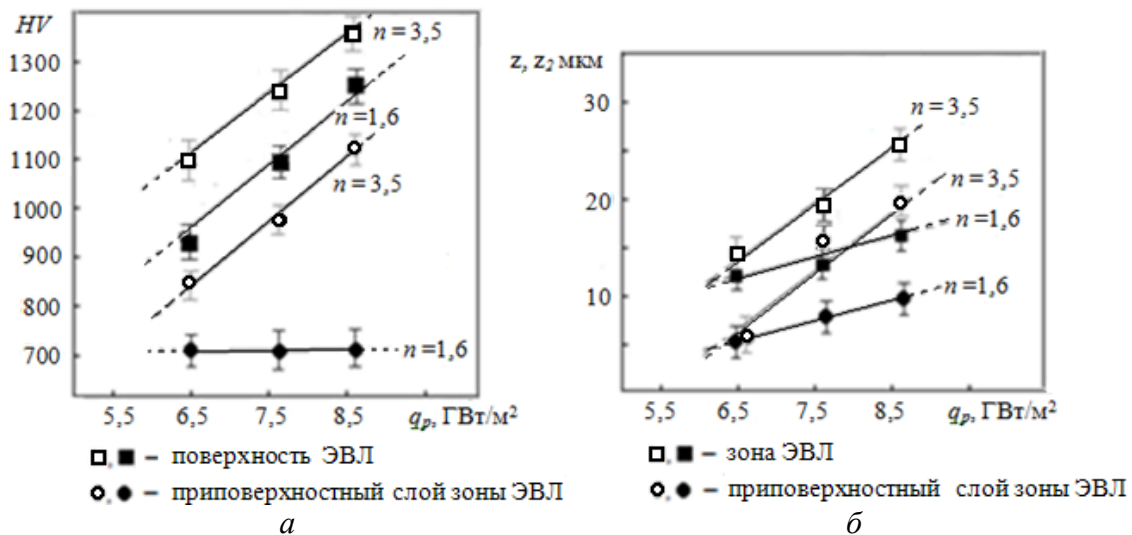 HV
1300
1200
1100
1000
900
800
700
n = 3,5
n = 1,6
n = 3,5
n = 1,6
5,5 6,5 7,5 8,5 qp, ГВт/м²
□, ■ – поверхность ЭВЛ
○, ● – приповерхностный слой зоны ЭВЛ
а
z, z2 мкм
30
20
10
n = 3,5
n = 3,5
n = 1,6
n = 1,6
5,5 6,5 7,5 8,5 qp, ГВт/м²
□, ■ – зона ЭВЛ
○, ● – приповерхностный слой зоны ЭВЛ
б